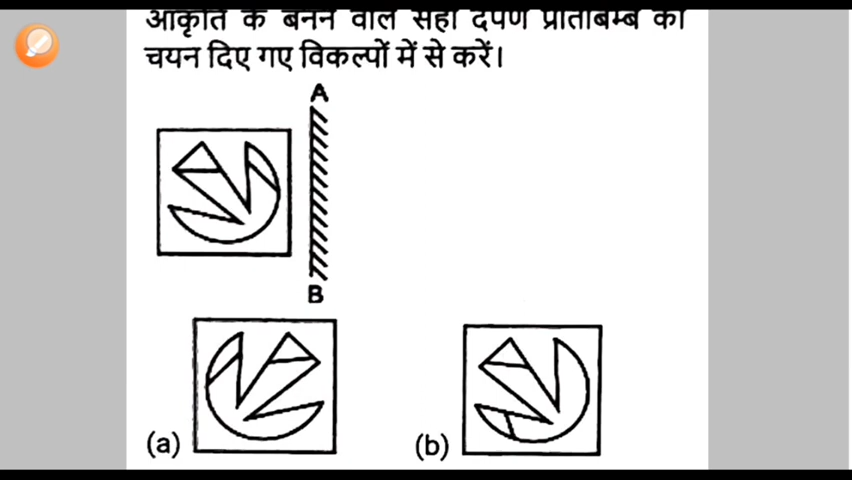 आकृति के बनने वाले सही दर्पण प्रतिबिम्ब का
चयन दिए गए विकल्पों में से करें।
A
B
(a)
(b)